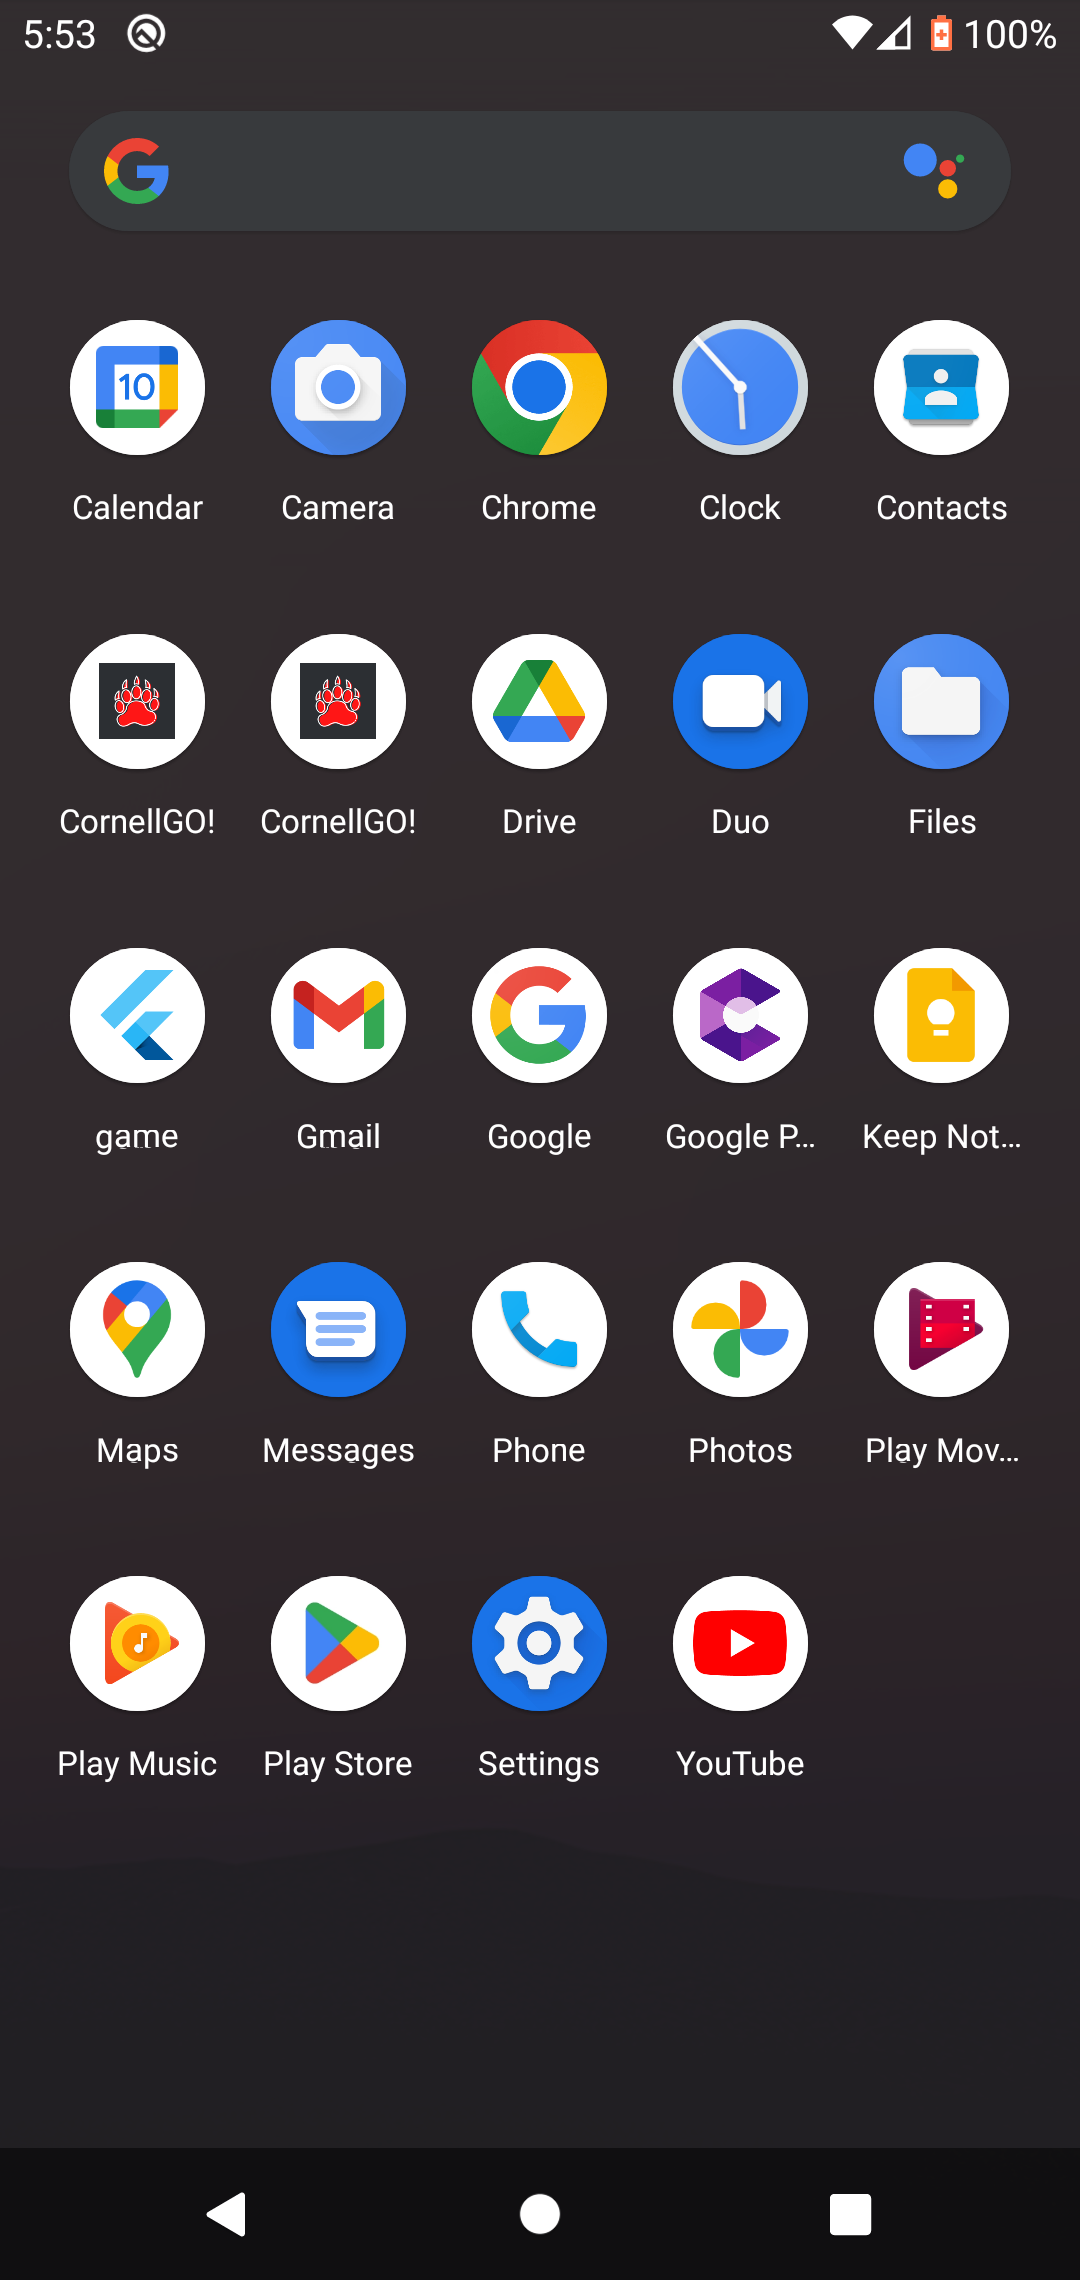 5:53 100%
10
Calendar Camera Chrome Clock Contacts
CornellGO! CornellGO! Drive Duo Files
game Gmail Google Google P... Keep Not...
Maps Messages Phone Photos Play Mov...
Play Music Play Store Settings YouTube